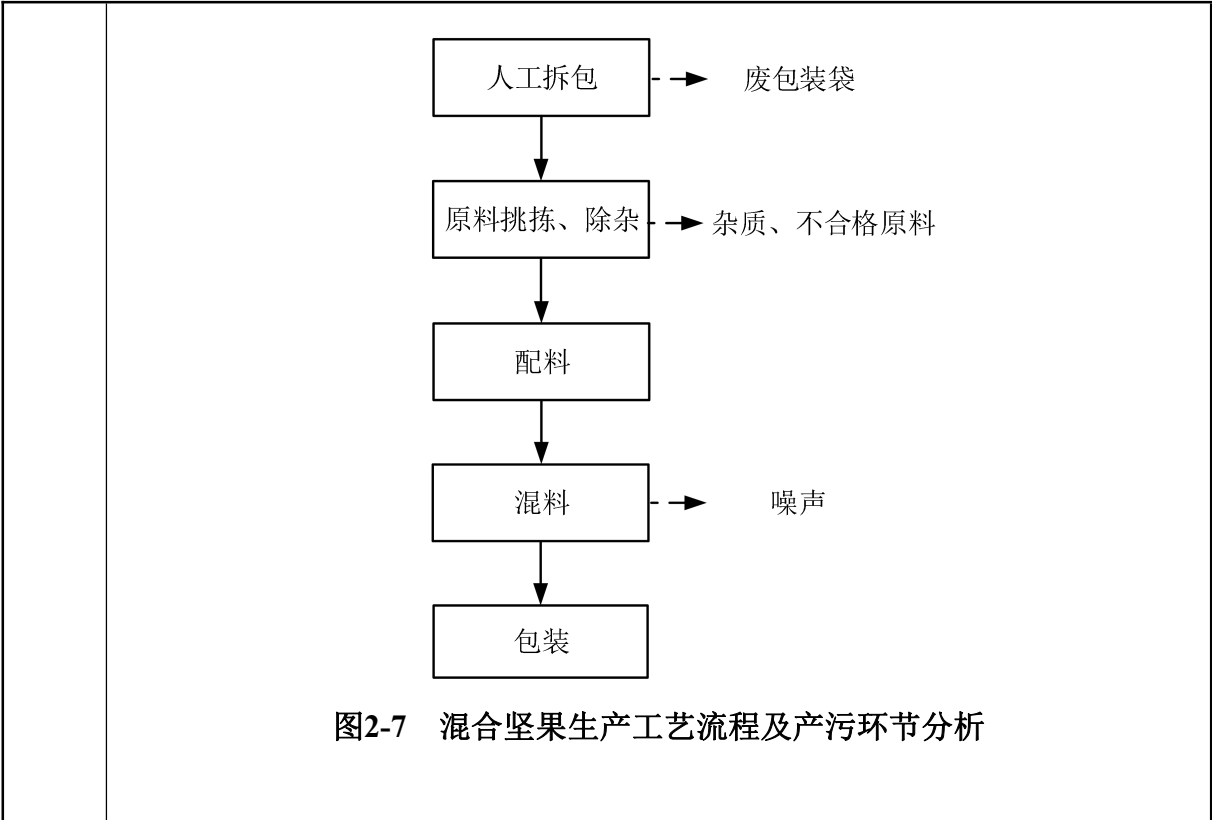 人工拆包
废包装袋
原料挑拣、除杂
杂质、不合格原料
配料
混料
噪声
包装
图2-7 混合坚果生产工艺流程及产污环节分析